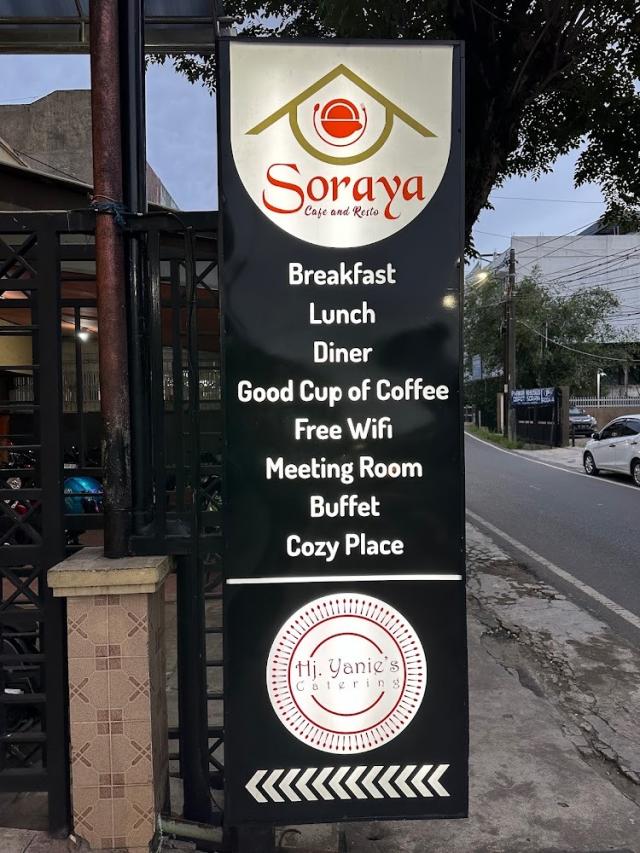 Soraya
Cafe and Resto
Breakfast
Lunch
Diner
Good Cup of Coffee
Free Wifi
Meeting Room
Buffet
Cozy Place
Hj. Yanie's
Catering